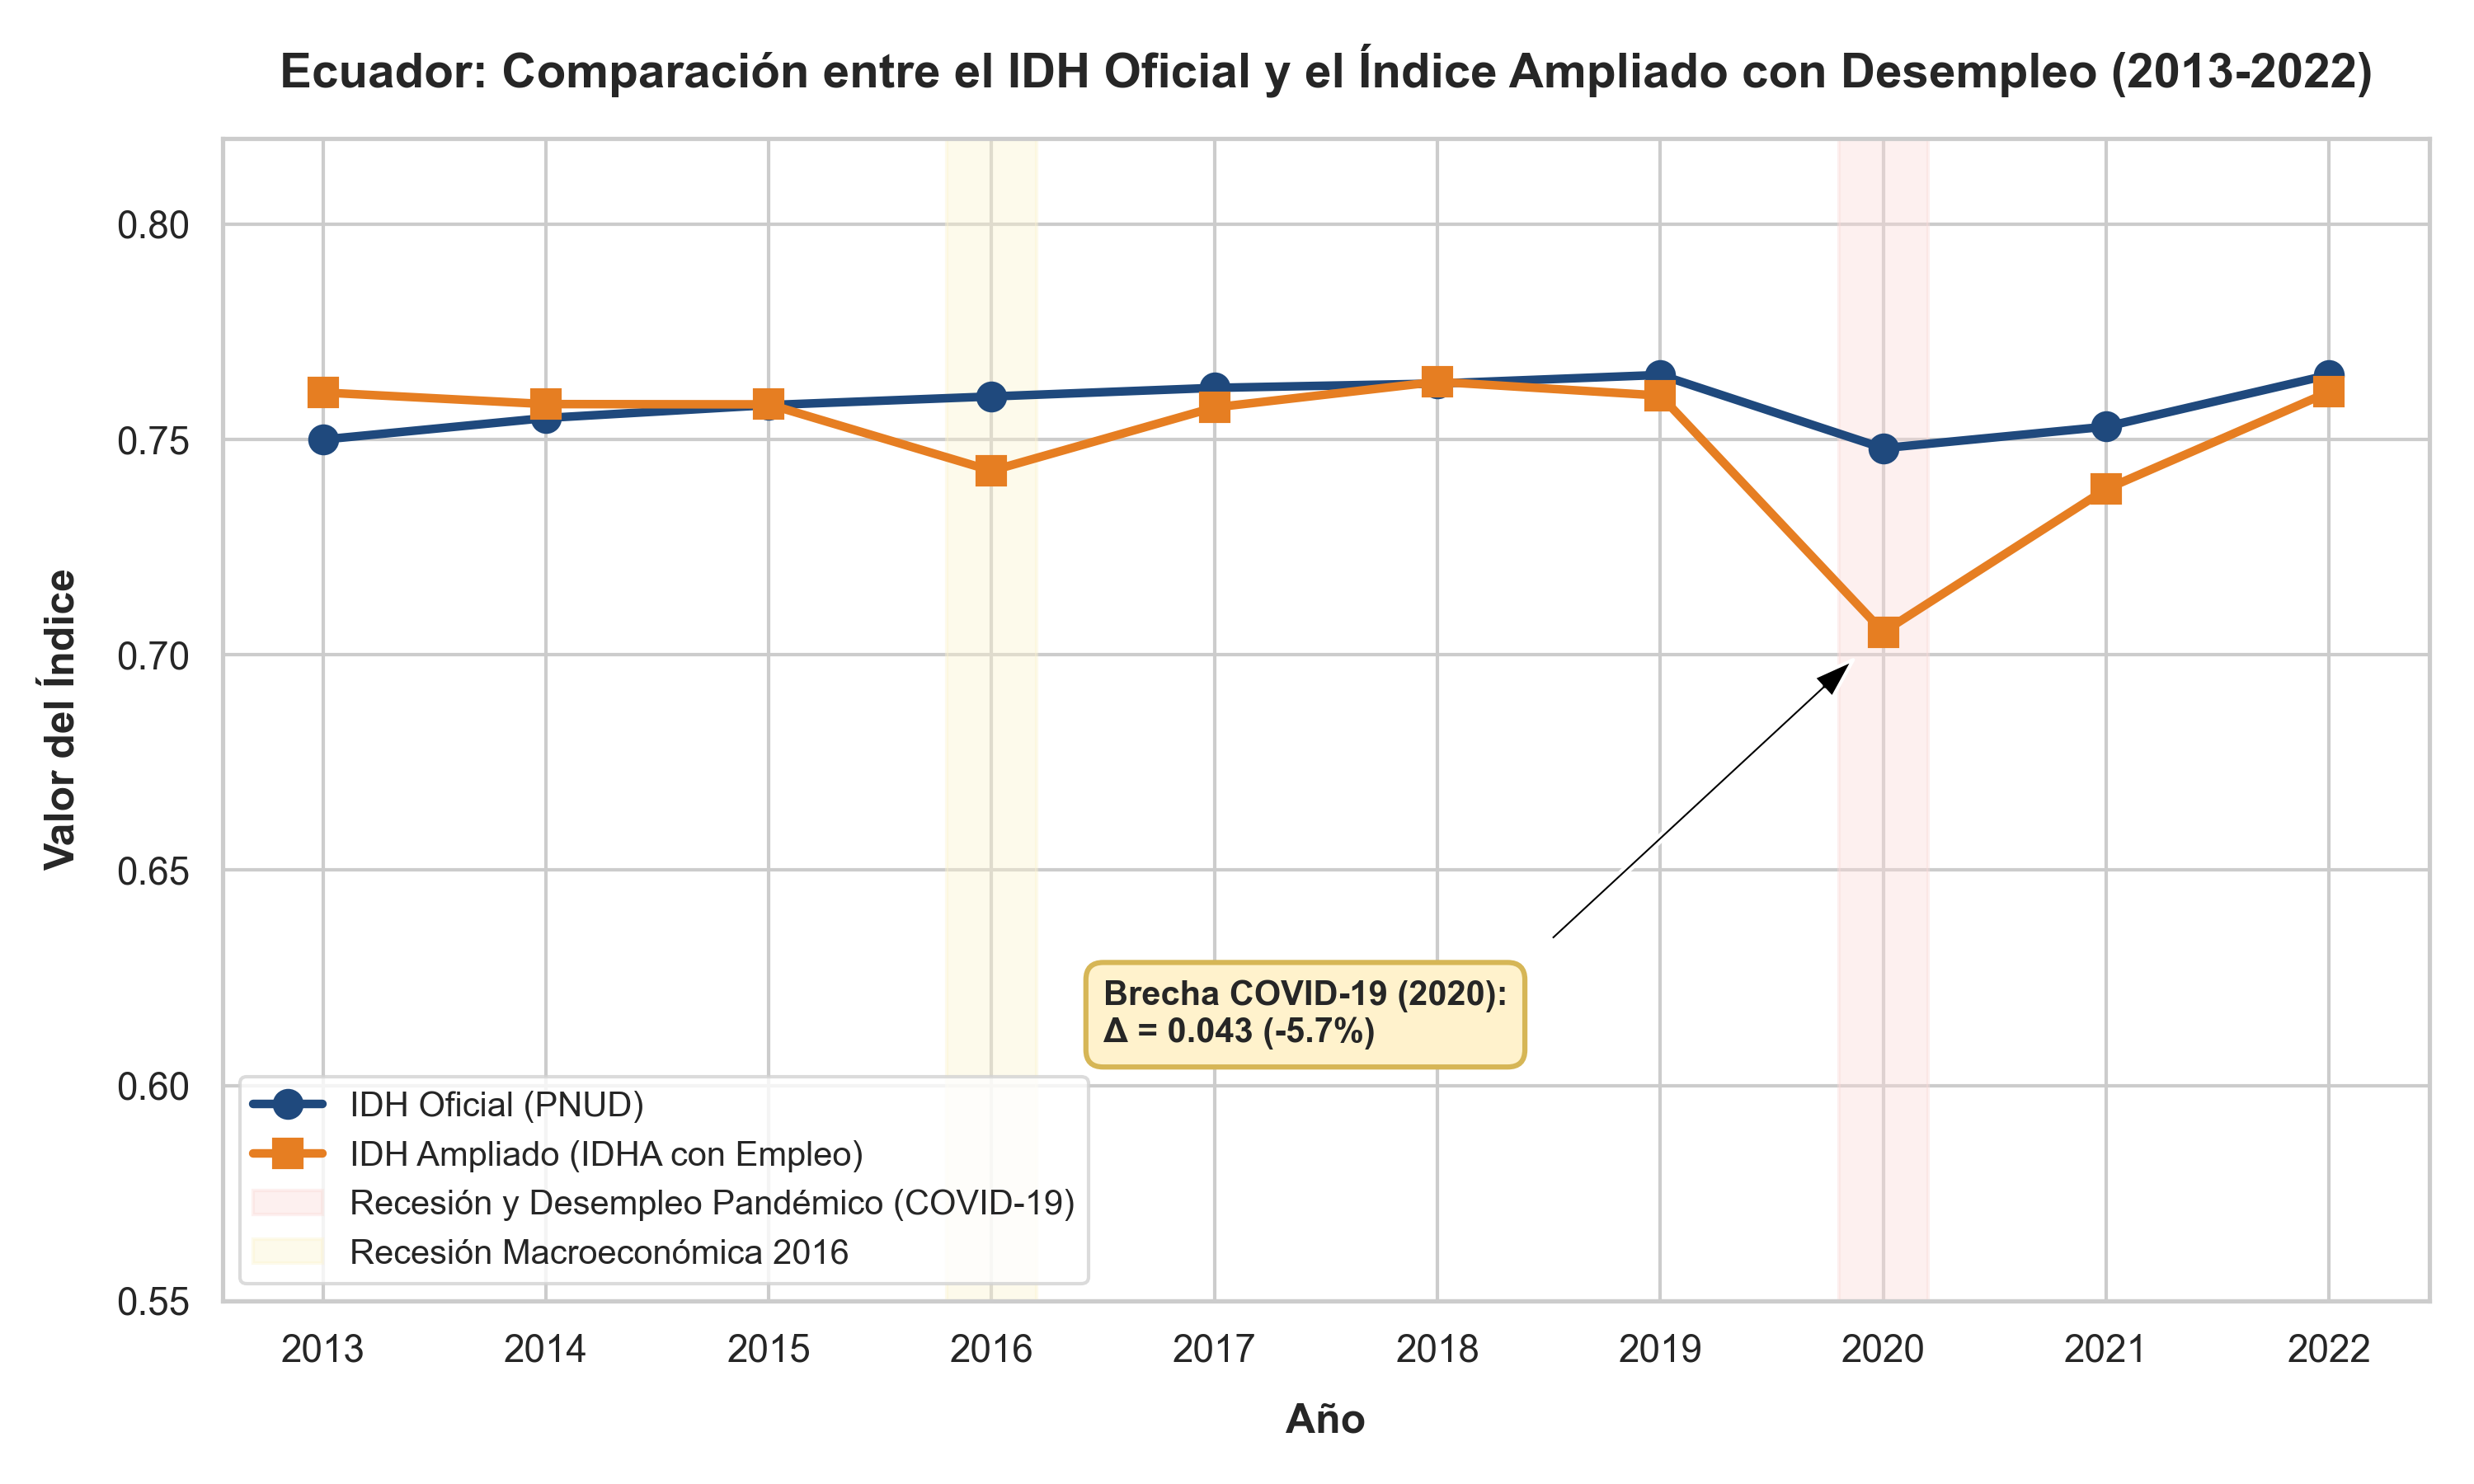 Ecuador: Comparación entre el IDH Oficial y el Índice Ampliado con Desempleo (2013-2022)
Valor del Índice
0.80
0.75
0.70
0.65
0.60
0.55
Brecha COVID-19 (2020):
Δ = 0.043 (-5.7%)
IDH Oficial (PNUD)
IDH Ampliado (IDHA con Empleo)
Recesión y Desempleo Pandémico (COVID-19)
Recesión Macroeconómica 2016
2013 2014 2015 2016 2017 2018 2019 2020 2021 2022
Año